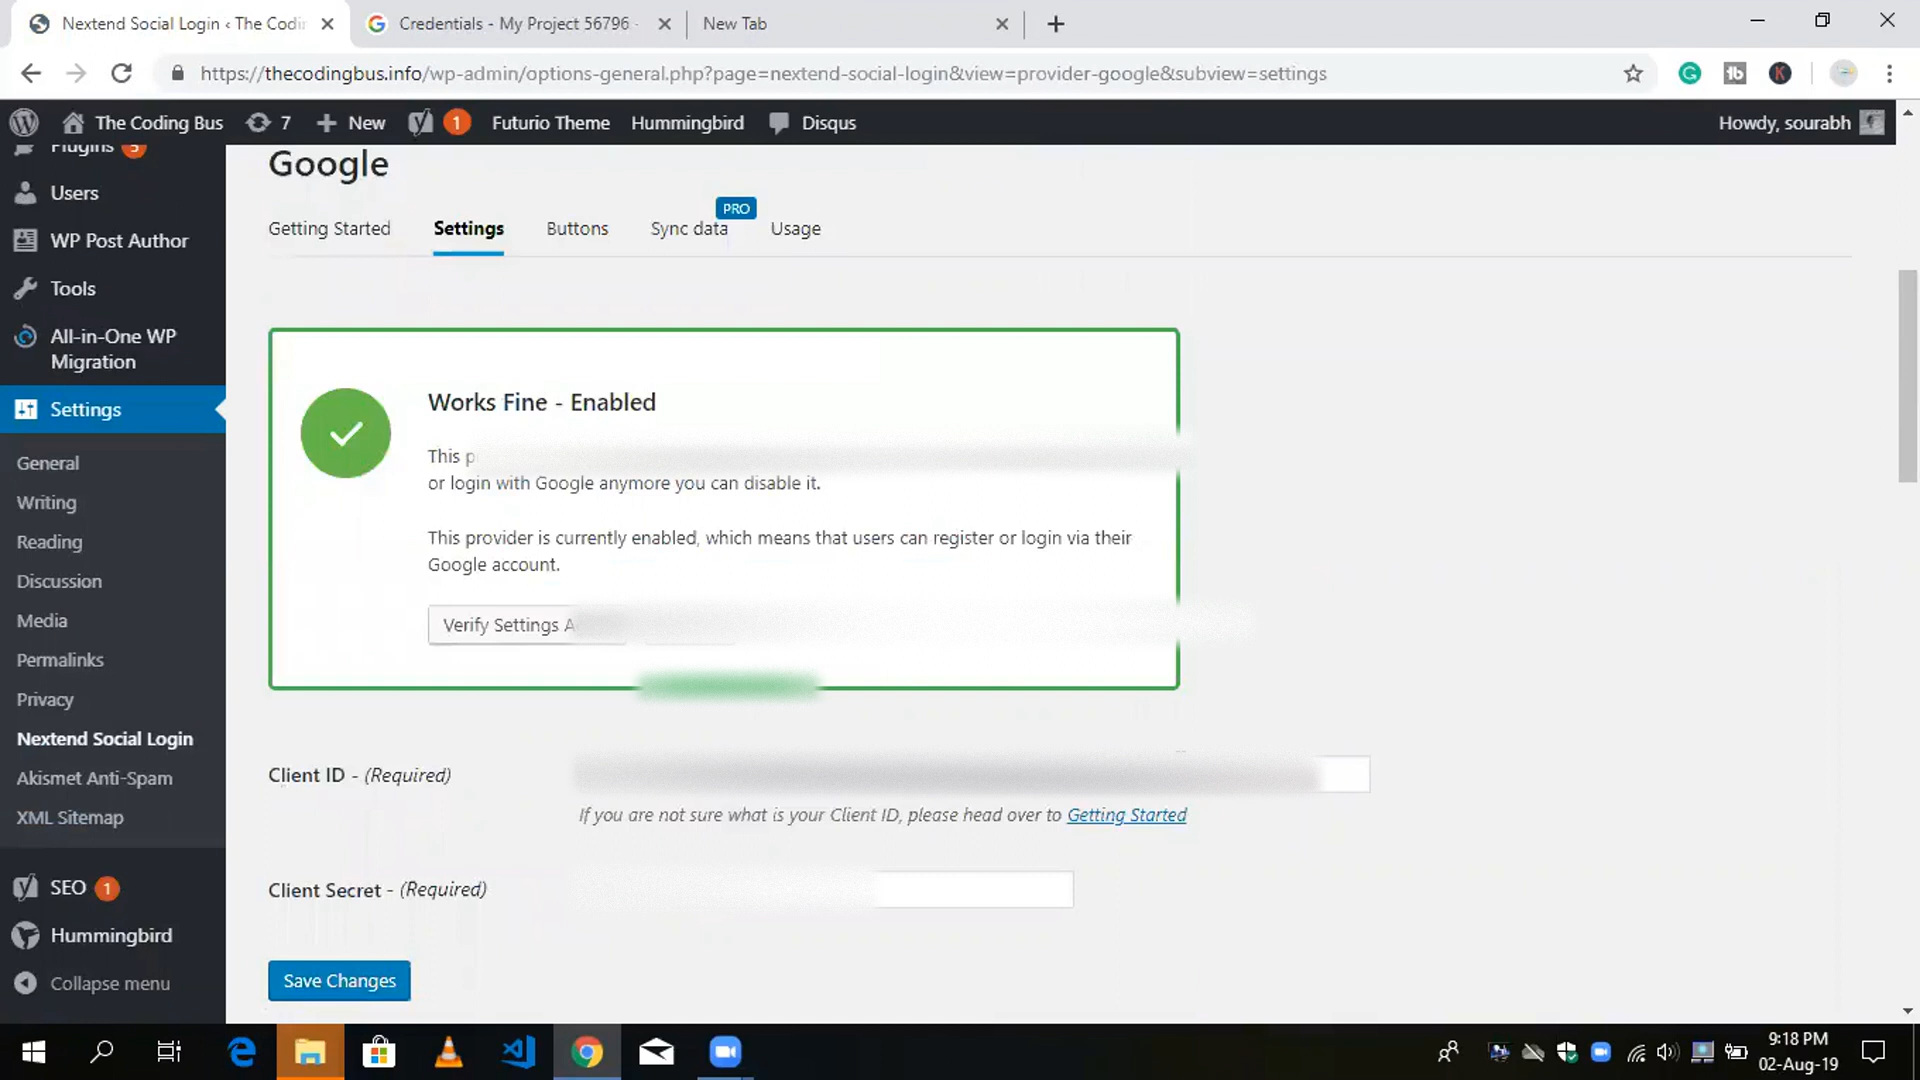 Nextend Social Login ‹ The Codin
Credentials - My Project 56796 -
New Tab
https://thecodingbus.info/wp-admin/options-general.php?page=nextend-social-login&view=provider-google&subview=settings
The Coding Bus
7
New
1
Futurio Theme
Hummingbird
Disqus
Howdy, sourabh
Plugins 5
Users
WP Post Author
Tools
All-in-One WP
Migration
Settings
General
Writing
Reading
Discussion
Media
Permalinks
Privacy
Nextend Social Login
Akismet Anti-Spam
XML Sitemap
SEO 1
Hummingbird
Collapse menu
Google
PRO
Getting Started
Settings
Buttons
Sync data
Usage
Works Fine - Enabled
This p
or login with Google anymore you can disable it.
This provider is currently enabled, which means that users can register or login via their
Google account.
Verify Settings A
Client ID - (Required)
If you are not sure what is your Client ID, please head over to Getting Started
Client Secret - (Required)
Save Changes
9:18 PM
02-Aug-19